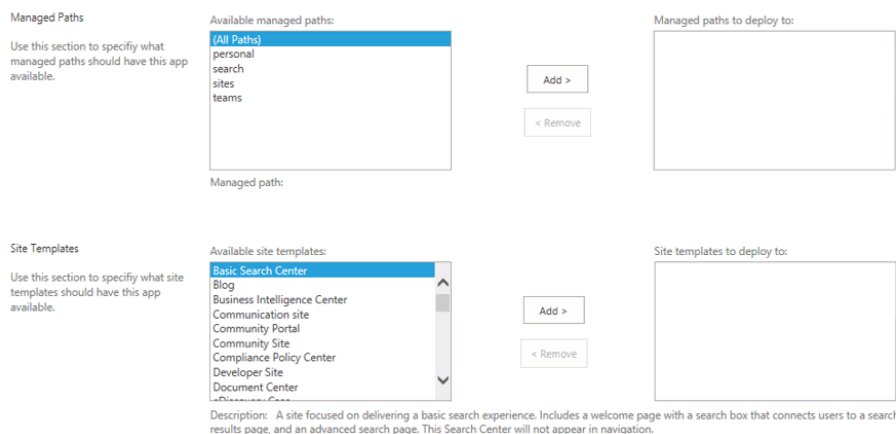 Managed Paths
Use this section to specifiy what
managed paths should have this app
available.
Available managed paths:
(All Paths)
personal
search
sites
teams
Managed path:
Add >
< Remove
Managed paths to deploy to:
Site Templates
Use this section to specifiy what site
templates should have this app
available.
Available site templates:
Basic Search Center
Blog
Business Intelligence Center
Communication site
Community Portal
Community Site
Compliance Policy Center
Developer Site
Document Center
Add >
< Remove
Site templates to deploy to:
Description: A site focused on delivering a basic search experience. Includes a welcome page with a search box that connects users to a search
results page, and an advanced search page. This Search Center will not appear in navigation.